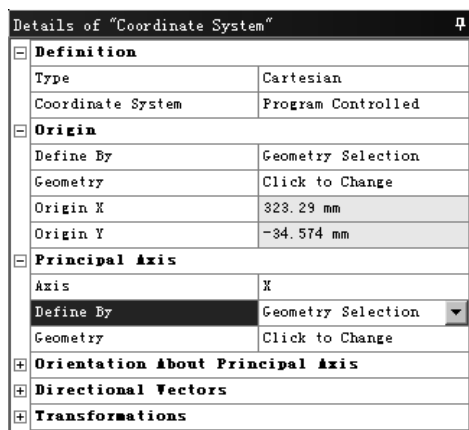 Details of "Coordinate System"
Definition
Type Cartesian
Coordinate System Program Controlled
Origin
Define By Geometry Selection
Geometry Click to Change
Origin X 323.29 mm
Origin Y -34.574 mm
Principal Axis
Axis X
Define By Geometry Selection
Geometry Click to Change
Orientation About Principal Axis
Directional Vectors
Transformations